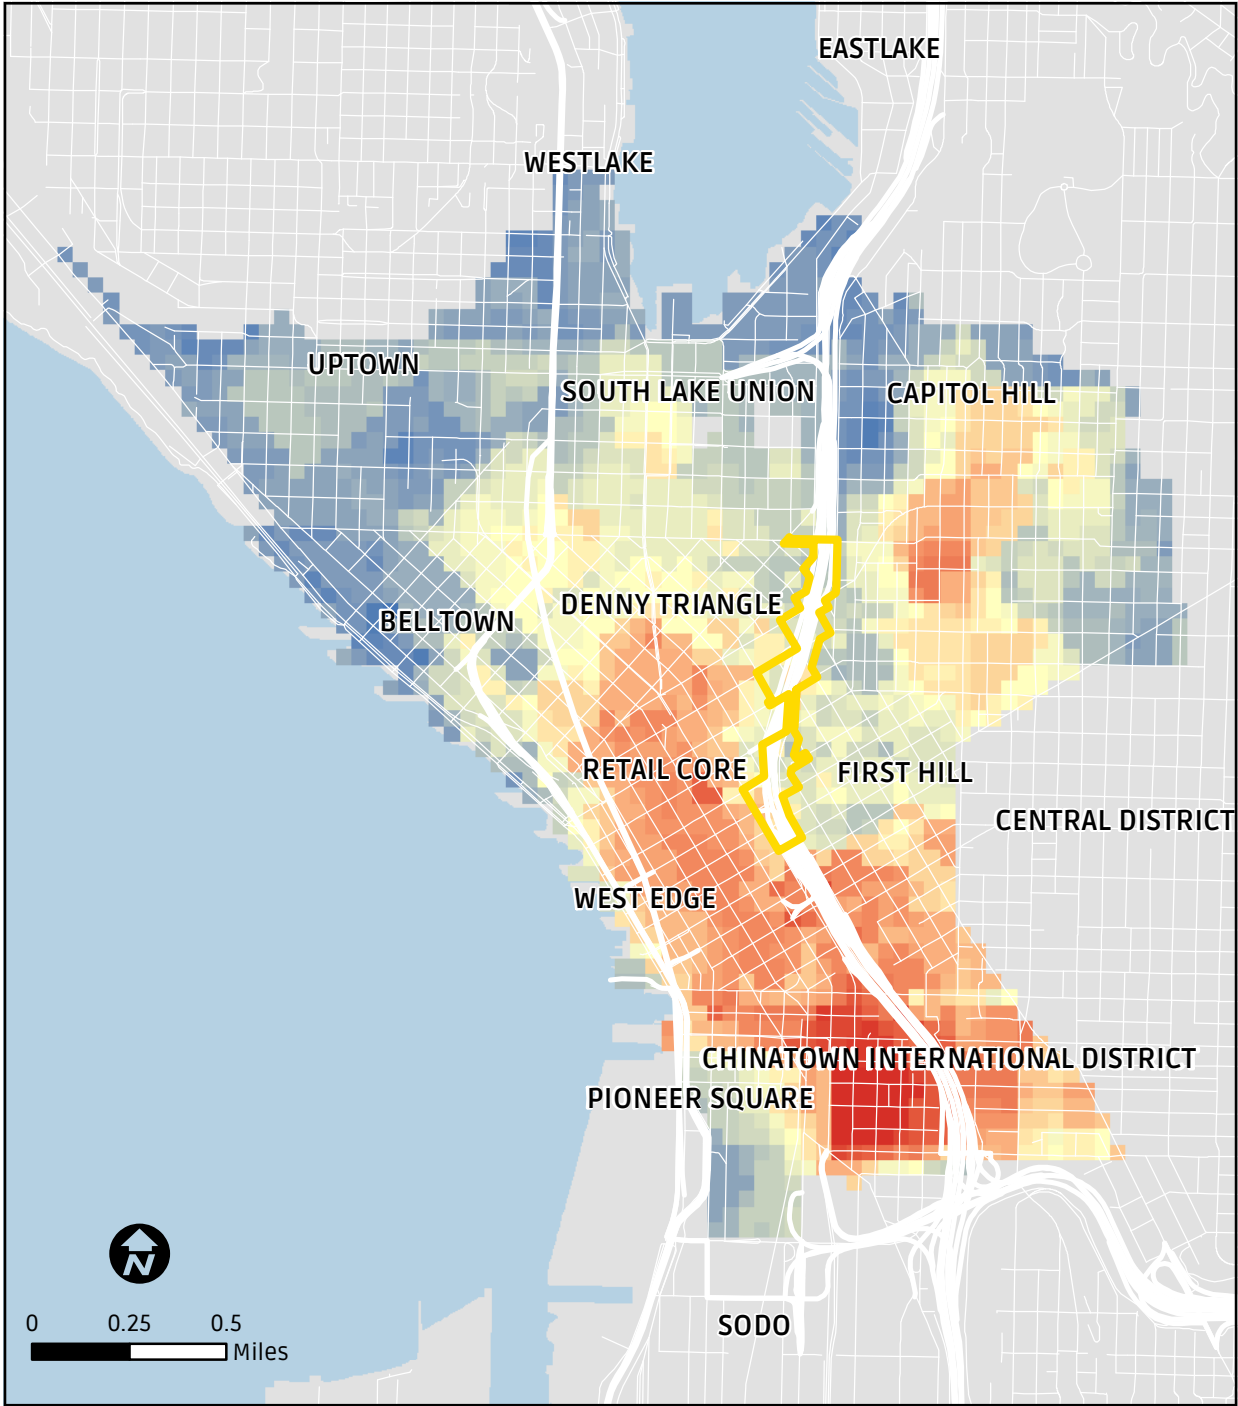 EASTLAKE
WESTLAKE
UPTOWN
SOUTH LAKE UNION
CAPITOL HILL
DENNY TRIANGLE
BELLTOWN
RETAIL CORE
FIRST HILL
CENTRAL DISTRICT
WEST EDGE
CHINATOWN INTERNATIONAL DISTRICT
PIONEER SQUARE
N
0 0.25 0.5
Miles
SODO